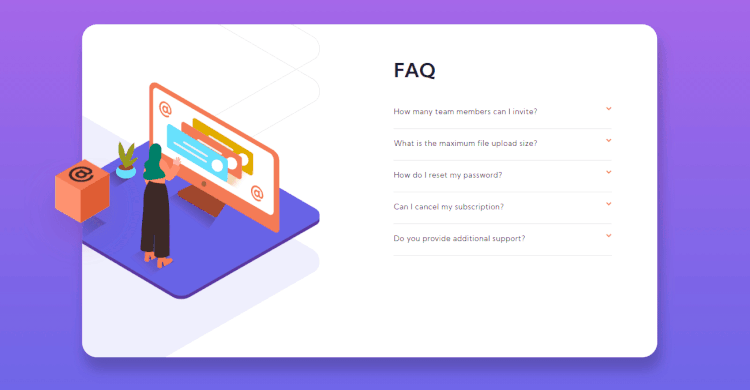 FAQ
How many team members can I invite?
What is the maximum file upload size?
How do I reset my password?
Can I cancel my subscription?
Do you provide additional support?
@
@
@